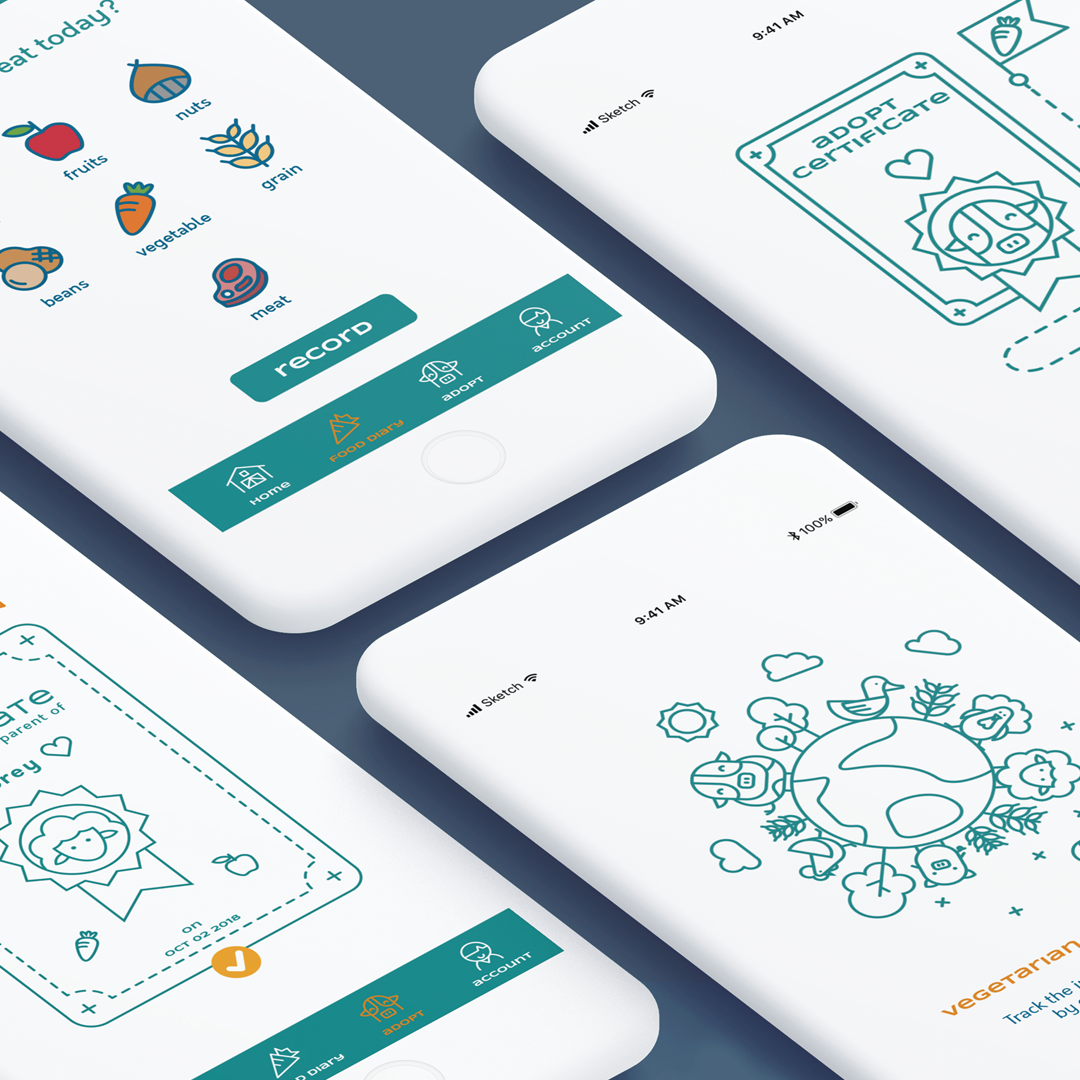 eat today?
nuts
fruits
grain
vegetable
beans
meat
record
Home
FOOD Diary
aDOPT
account
9:41 AM
Sketch
aDOPT
cerTIFICaTe
aTe
parent of
rey
on
OCT 02 2018
Diary
aDOPT
account
9:41 AM
Sketch
100%
veGeTarian
Track the
by